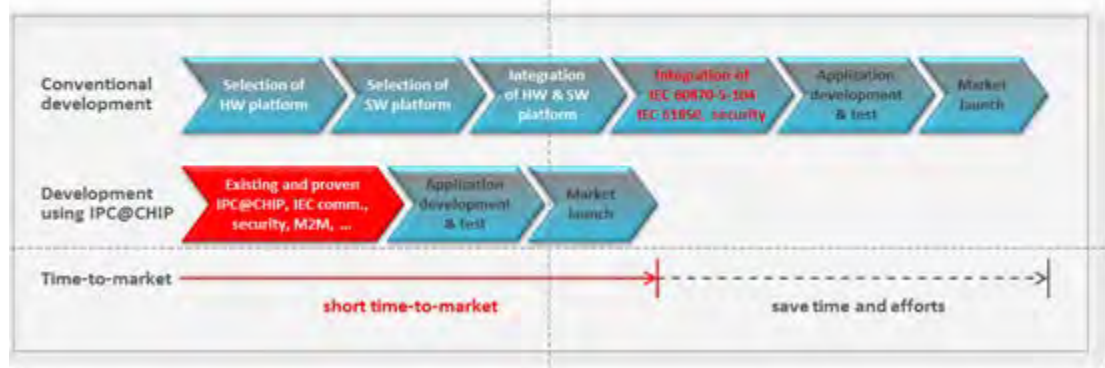 Conventional
development
Selection of
HW platform
Selection of
SW platform
Integration
of HW & SW
platform
Integration of
IEC 60870-5-104
IEC 61850, security
Application
development
& test
Market
launch
Development
using IPC@CHIP
Existing and proven
IPC@CHIP, IEC comm.,
security, M2M, ...
Application
development
& test
Market
launch
Time-to-market
short time-to-market
save time and efforts